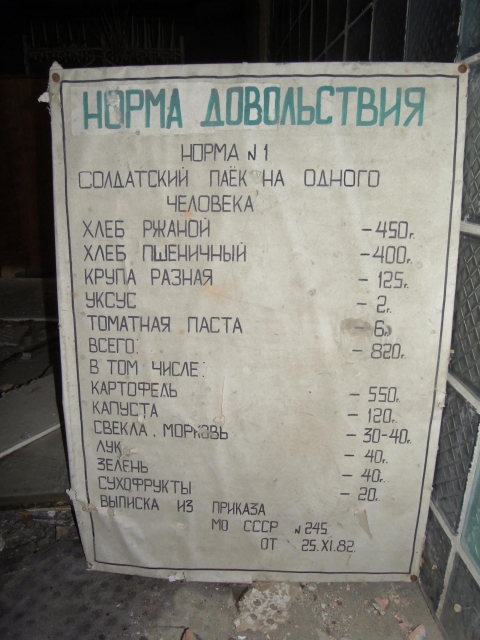 НОРМА ДОВОЛЬСТВИЯ
НОРМА N 1
СОЛДАТСКИЙ ПАЁК НА ОДНОГО
ЧЕЛОВЕКА
ХЛЕБ РЖАНОЙ - 450г.
ХЛЕБ ПШЕНИЧНЫЙ - 400г.
КРУПА РАЗНАЯ - 125г.
УКСУС - 2г.
ТОМАТНАЯ ПАСТА - 6г.
ВСЕГО: - 820г.
В ТОМ ЧИСЛЕ:
КАРТОФЕЛЬ - 550г.
КАПУСТА - 120г.
СВЕКЛА, МОРКОВЬ - 30-40г.
ЛУК - 40г.
ЗЕЛЕНЬ - 40г.
СУХОФРУКТЫ - 20г.
ВЫПИСКА ИЗ ПРИКАЗА
МО СССР N 245
ОТ 25.XI.82.